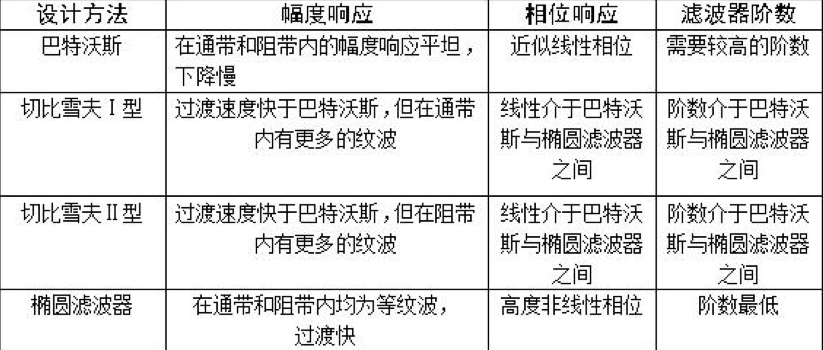 设计方法 幅度响应 相位响应 滤波器阶数
巴特沃斯 在通带和阻带内的幅度响应平坦， 近似线性相位 需要较高的阶数
下降慢
切比雪夫Ⅰ型 过渡速度快于巴特沃斯，但在通带 线性介于巴特沃 阶数介于巴特沃
内有更多的纹波 斯与椭圆滤波器 斯与椭圆滤波器
之间 之间
切比雪夫Ⅱ型 过渡速度快于巴特沃斯，但在阻带 线性介于巴特沃 阶数介于巴特沃
内有更多的纹波 斯与椭圆滤波器 斯与椭圆滤波器
之间 之间
椭圆滤波器 在通带和阻带内均为等纹波， 高度非线性相位 阶数最低
过渡快